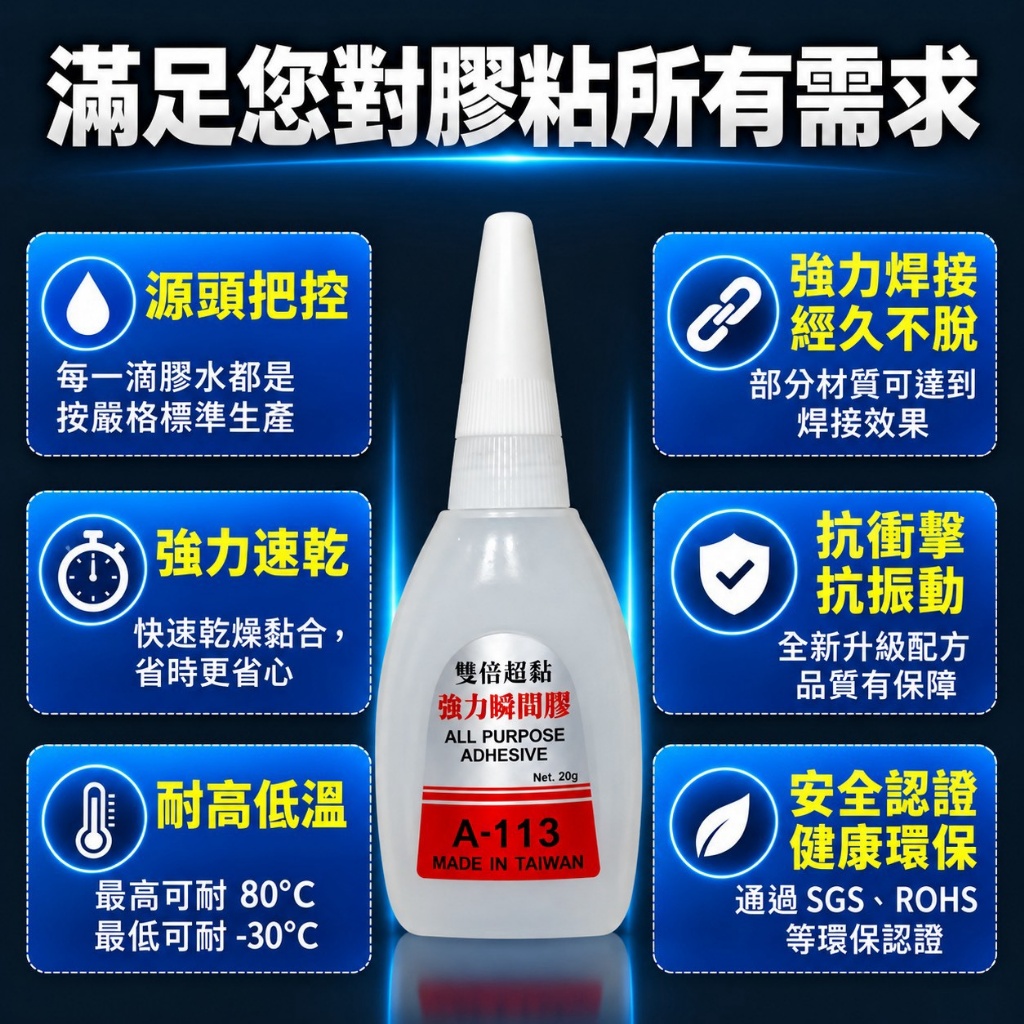 滿足您對膠粘所有需求
源頭把控
每一滴膠水都是
按嚴格標準生產
強力速乾
快速乾燥黏合，
省時更省心
耐高低溫
最高可耐 80°C
最低可耐 -30°C
雙倍超黏
強力瞬間膠
ALL PURPOSE
ADHESIVE
Net. 20g
A-113
MADE IN TAIWAN
強力焊接
經久不脫
部分材質可達到
焊接效果
抗衝擊
抗振動
全新升級配方
品質有保障
安全認證
健康環保
通過 SGS、ROHS
等環保認證